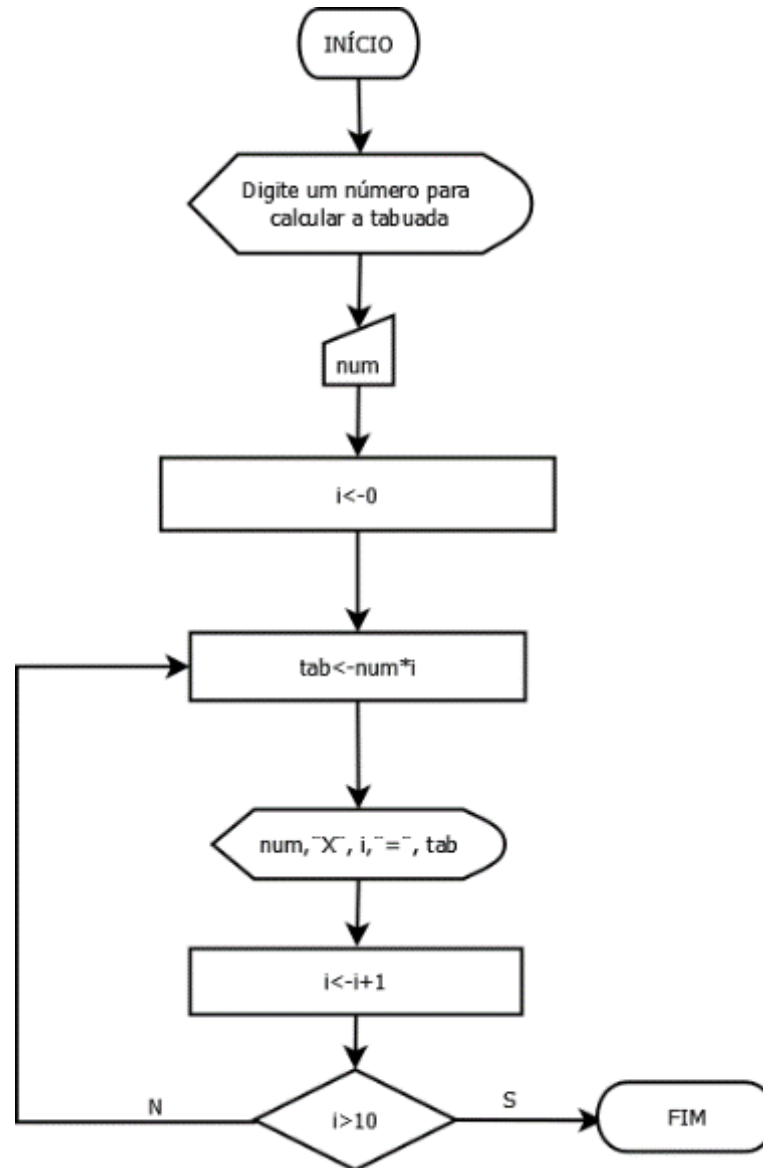 INÍCIO
Digite um número para
calcular a tabuada
num
i<-0
tab<-num*i
num,¨X¨, i,¨=¨, tab
i<-i+1
N
i>10
S
FIM